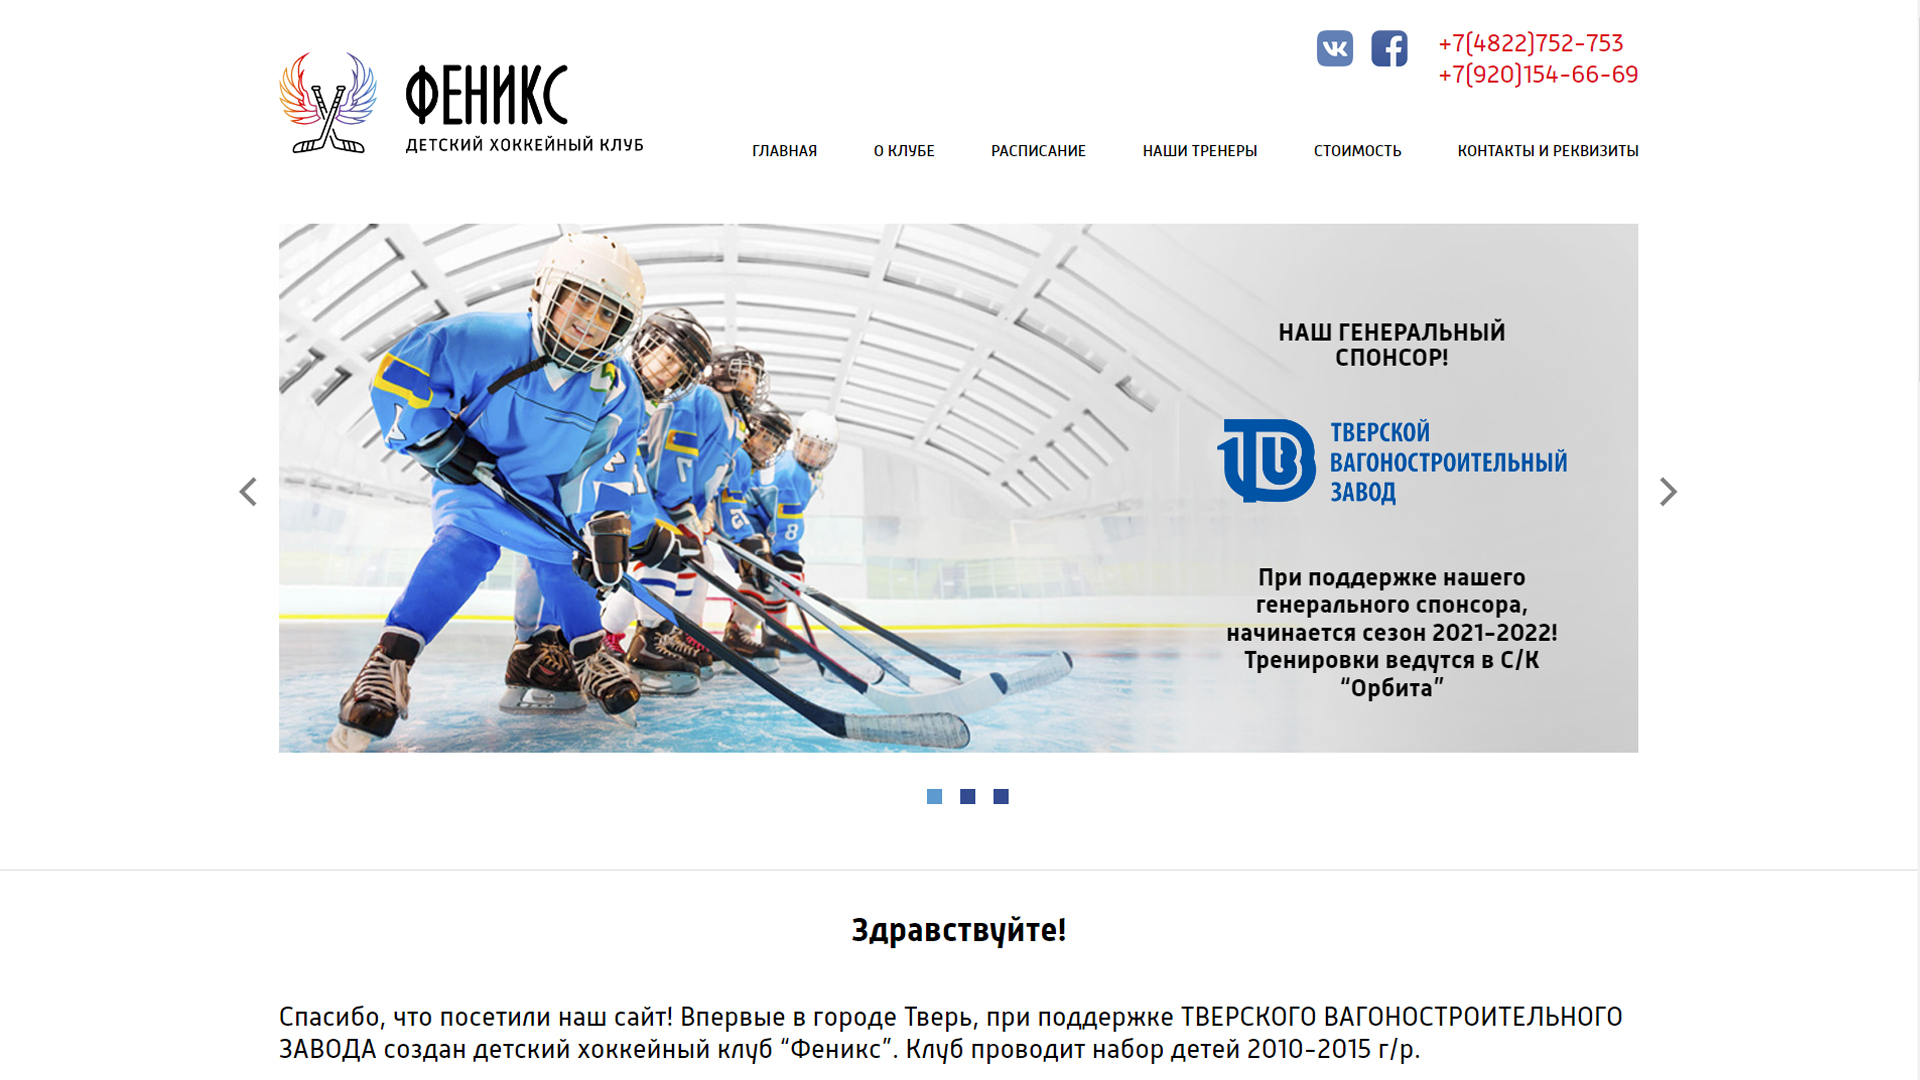 +7(4822)752-753
+7(920)154-66-69
ФЕНИКС
ДЕТСКИЙ ХОККЕЙНЫЙ КЛУБ
ГЛАВНАЯ О КЛУБЕ РАСПИСАНИЕ НАШИ ТРЕНЕРЫ СТОИМОСТЬ КОНТАКТЫ И РЕКВИЗИТЫ
НАШ ГЕНЕРАЛЬНЫЙ
СПОНСОР!
ТВЕРСКОЙ
ВАГОНОСТРОИТЕЛЬНЫЙ
ЗАВОД
При поддержке нашего
генерального спонсора,
начинается сезон 2021-2022!
Тренировки ведутся в С/К
“Орбита”
8
Здравствуйте!
Спасибо, что посетили наш сайт! Впервые в городе Тверь, при поддержке ТВЕРСКОГО ВАГОНОСТРОИТЕЛЬНОГО
ЗАВОДА создан детский хоккейный клуб “Феникс”. Клуб проводит набор детей 2010-2015 г/р.